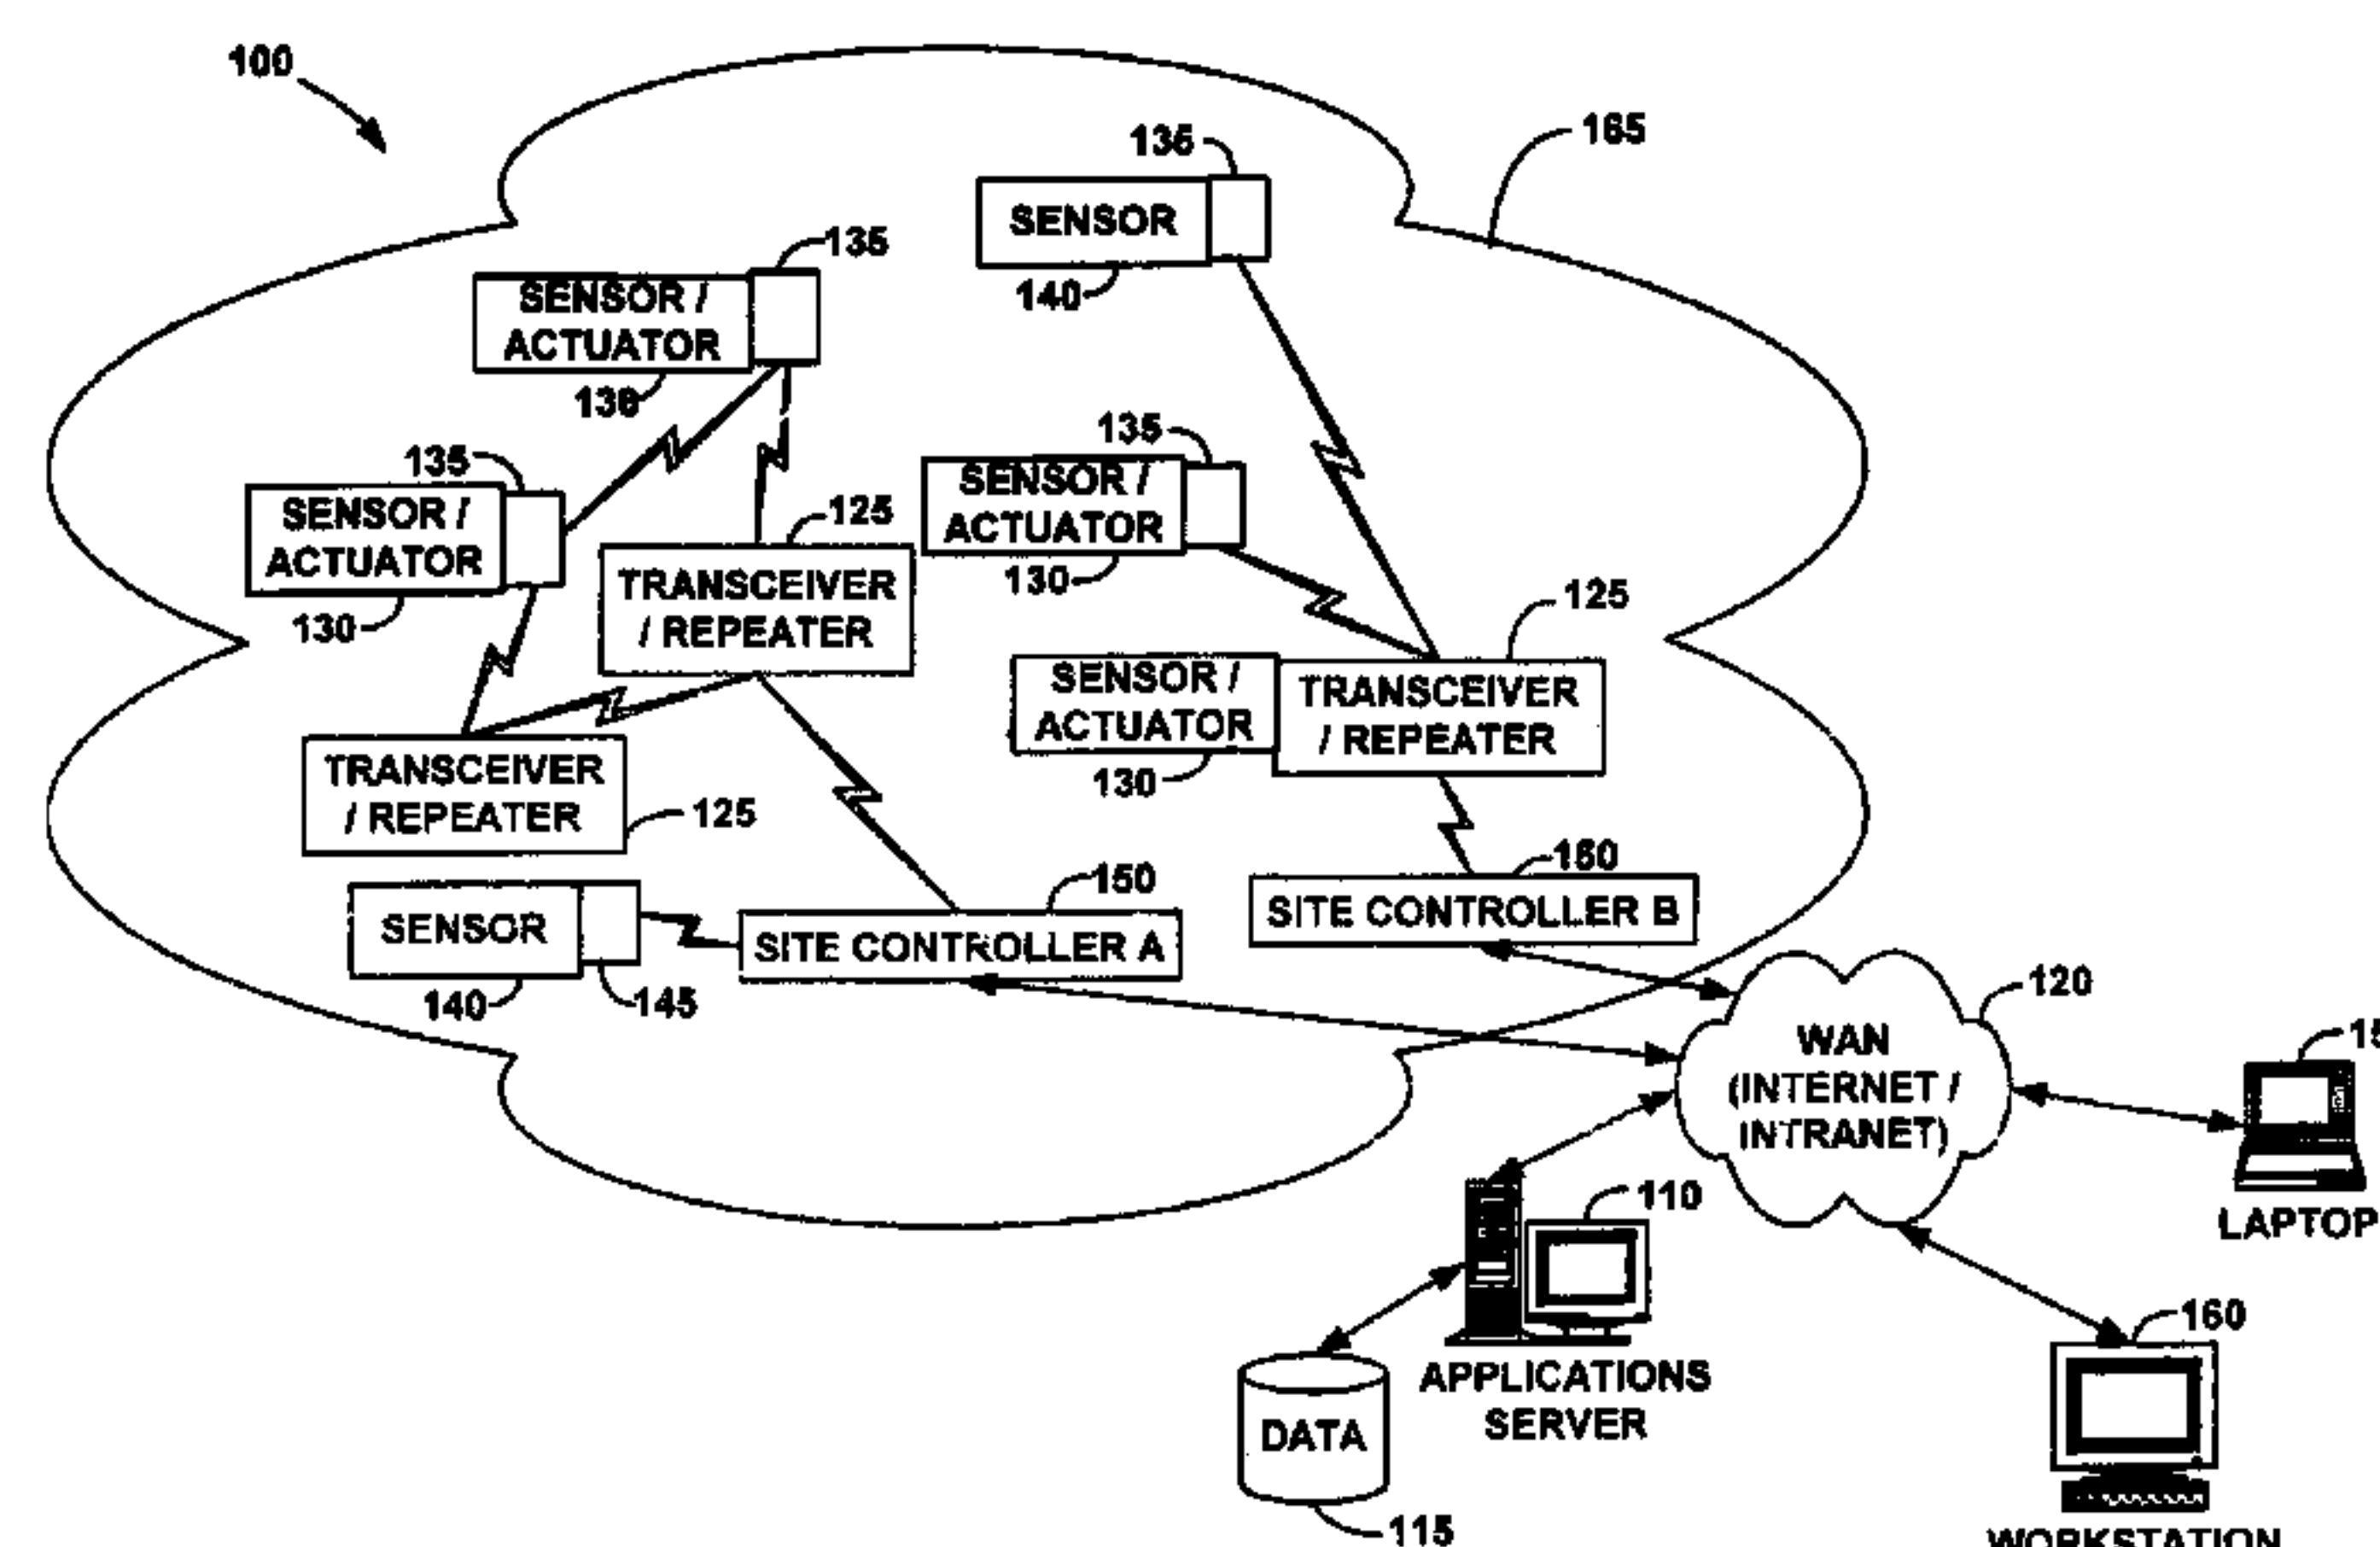 100
165
135
SENSOR
140
135
SENSOR /
ACTUATOR
130
135
SENSOR /
ACTUATOR
130
135
SENSOR /
ACTUATOR
130
125
TRANSCEIVER
/ REPEATER
125
SENSOR /
ACTUATOR
130
TRANSCEIVER
/ REPEATER
TRANSCEIVER
/ REPEATER
125
150
SITE CONTROLLER B
150
SITE CONTROLLER A
SENSOR
140
145
120
WAN
(INTERNET /
INTRANET)
LAPTOP
110
APPLICATIONS
SERVER
160
WORKSTATION
DATA
115